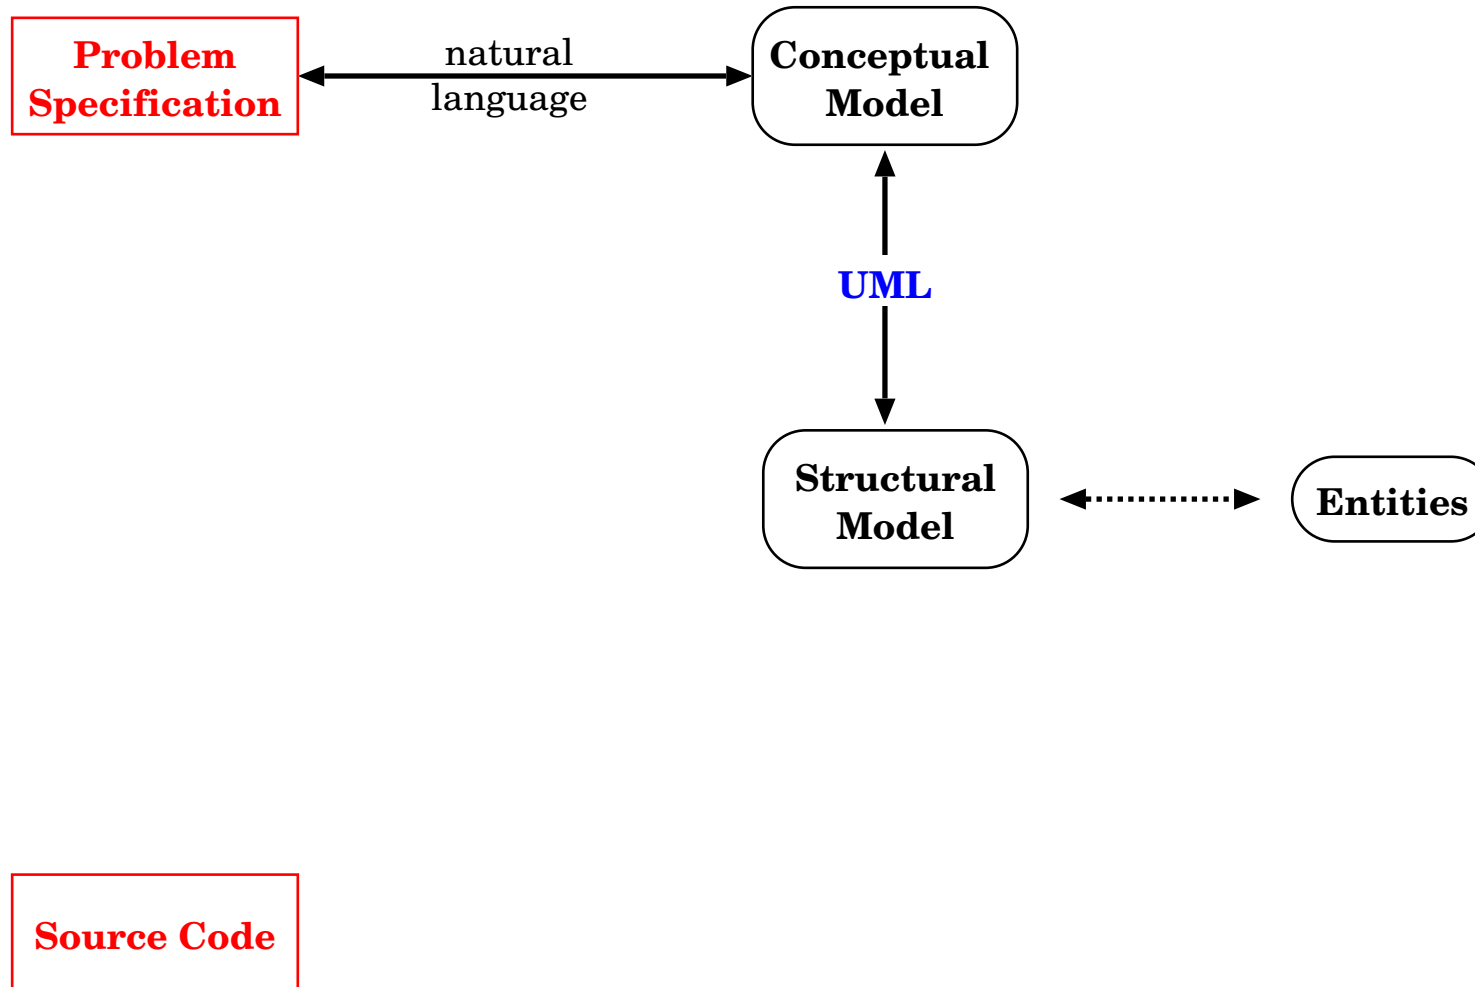 Problem
Specification
natural
language
Conceptual
Model
UML
Structural
Model
Entities
Source Code